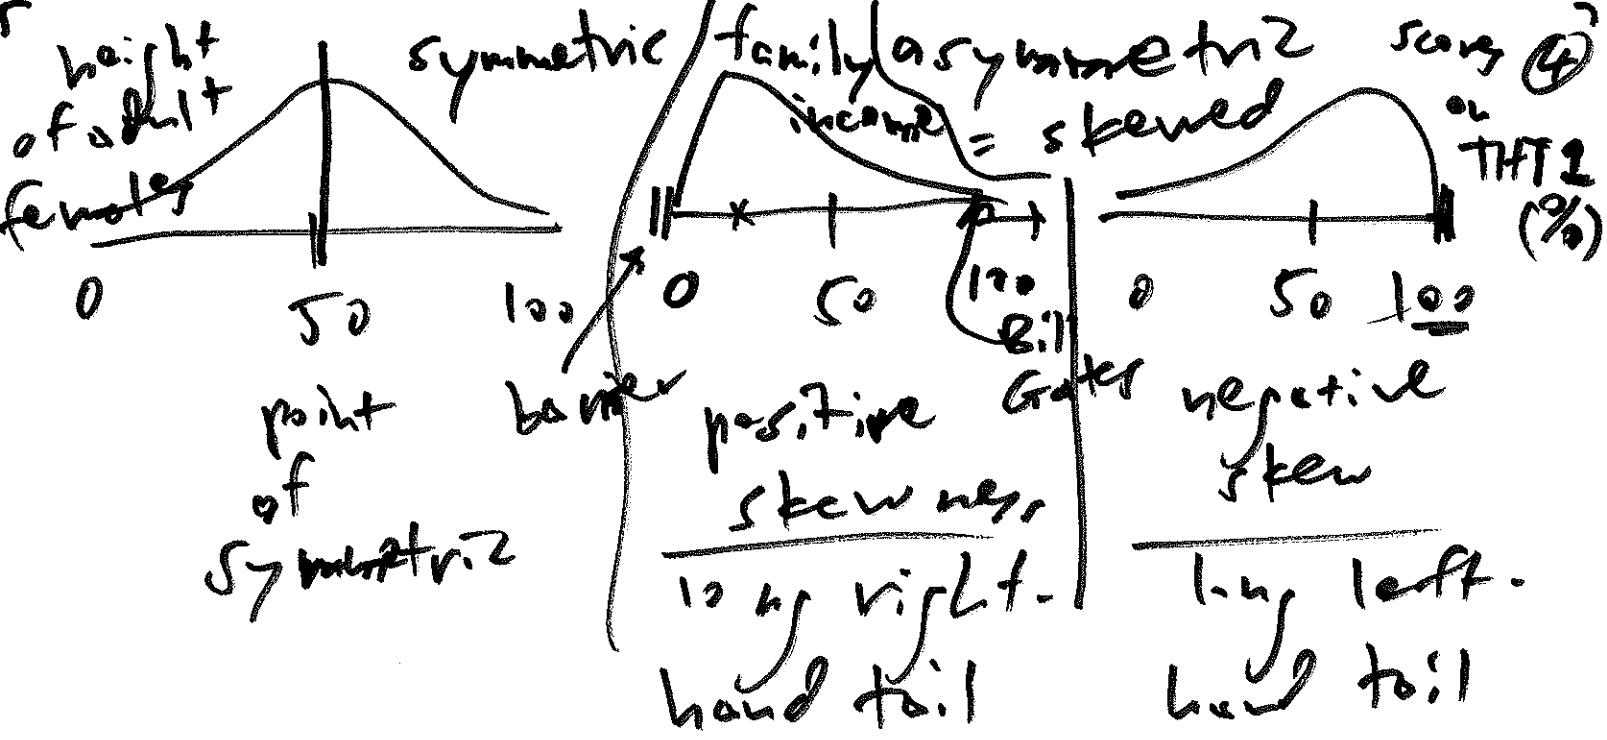 height
of adult
females
symmetric
0
50
100
point
of
symmetric
family
income
asymmetric
= skewed
0
50
100
barrier
Bill
Gates
positive
skewness
long right-
hand tail
scores
on
THT1
(%)
4
0
50
100
negative
skew
long left-
hand tail